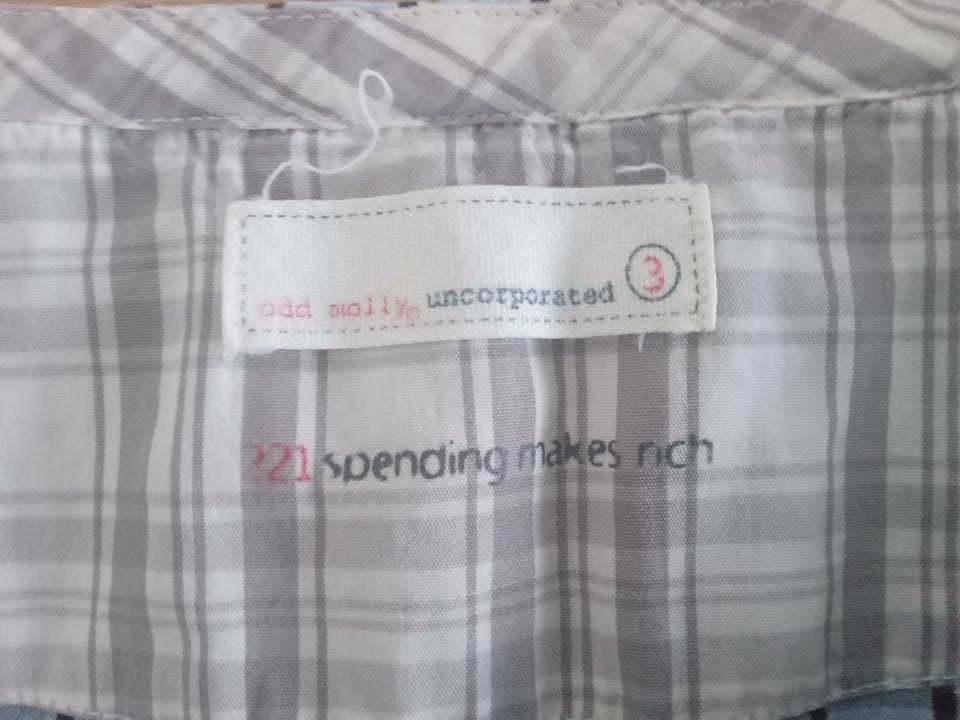 odd molly® uncorporated 3
221 spending makes rich